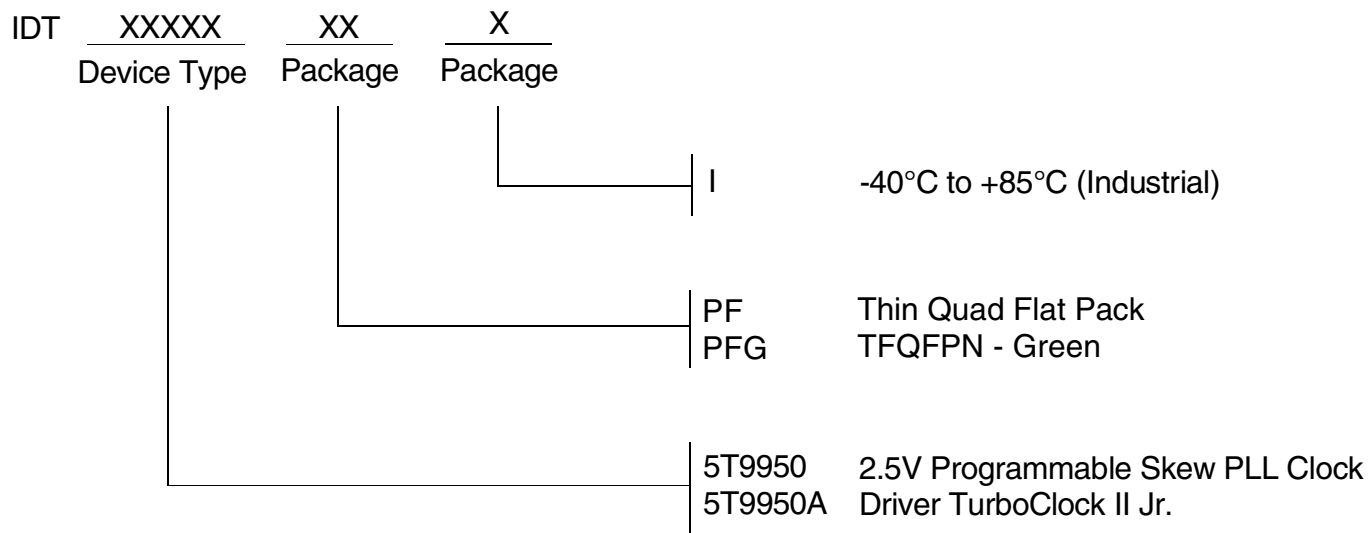 IDT XXXXX XX X
Device Type Package Package
I -40°C to +85°C (Industrial)
PF Thin Quad Flat Pack
PFG TFQFPN - Green
5T9950 2.5V Programmable Skew PLL Clock
5T9950A Driver TurboClock II Jr.